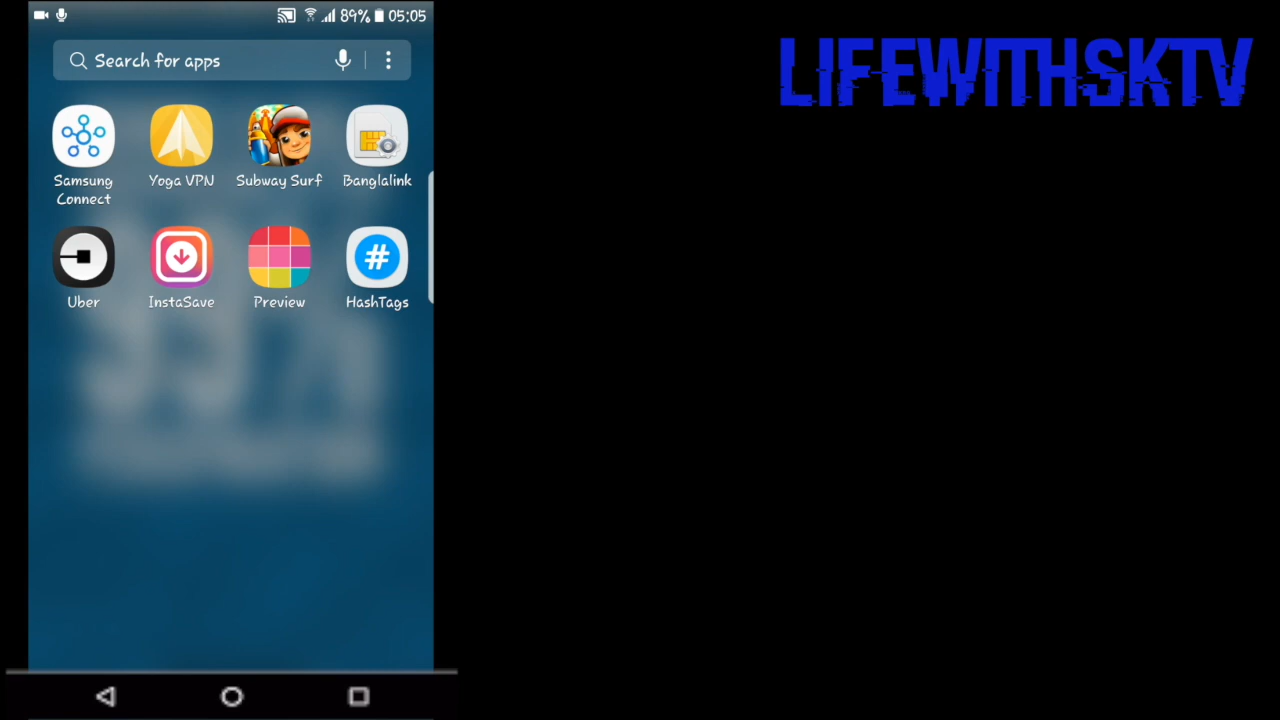 89% 05:05
LIFEWITHSKTV
Search for apps
Samsung Connect
Yoga VPN
Subway Surf
Banglalink
Uber
InstaSave
Preview
#
HashTags